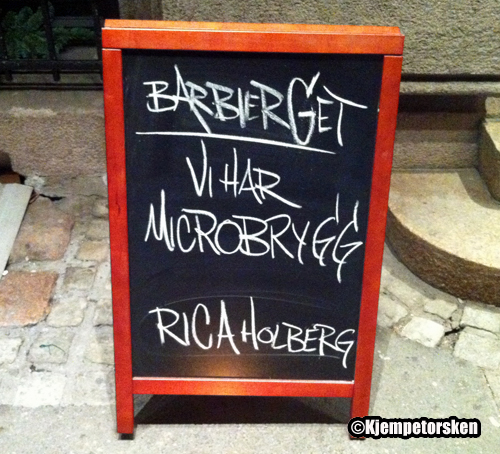 BARBIERGET
VI HAR
MICROBRYGG
RICA HOLBERG
©Kjempetorsken